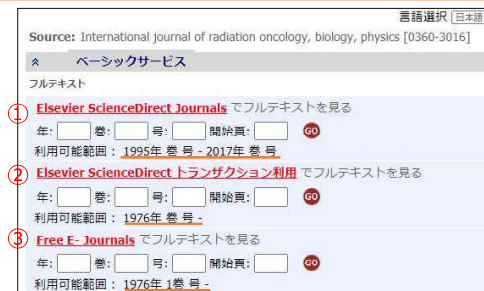 言語選択 日本語
Source: International journal of radiation oncology, biology, physics [0360-3016]
ベーシックサービス
フルテキスト
① Elsevier ScienceDirect Journals でフルテキストを見る
年: 巻: 号: 開始頁: GO
利用可能範囲： 1995年 巻 号 - 2017年 巻 号
② Elsevier ScienceDirect トランザクション利用 でフルテキストを見る
年: 巻: 号: 開始頁: GO
利用可能範囲： 1976年 巻 号 -
③ Free E- Journals でフルテキストを見る
年: 巻: 号: 開始頁: GO
利用可能範囲： 1976年 1巻 号 -